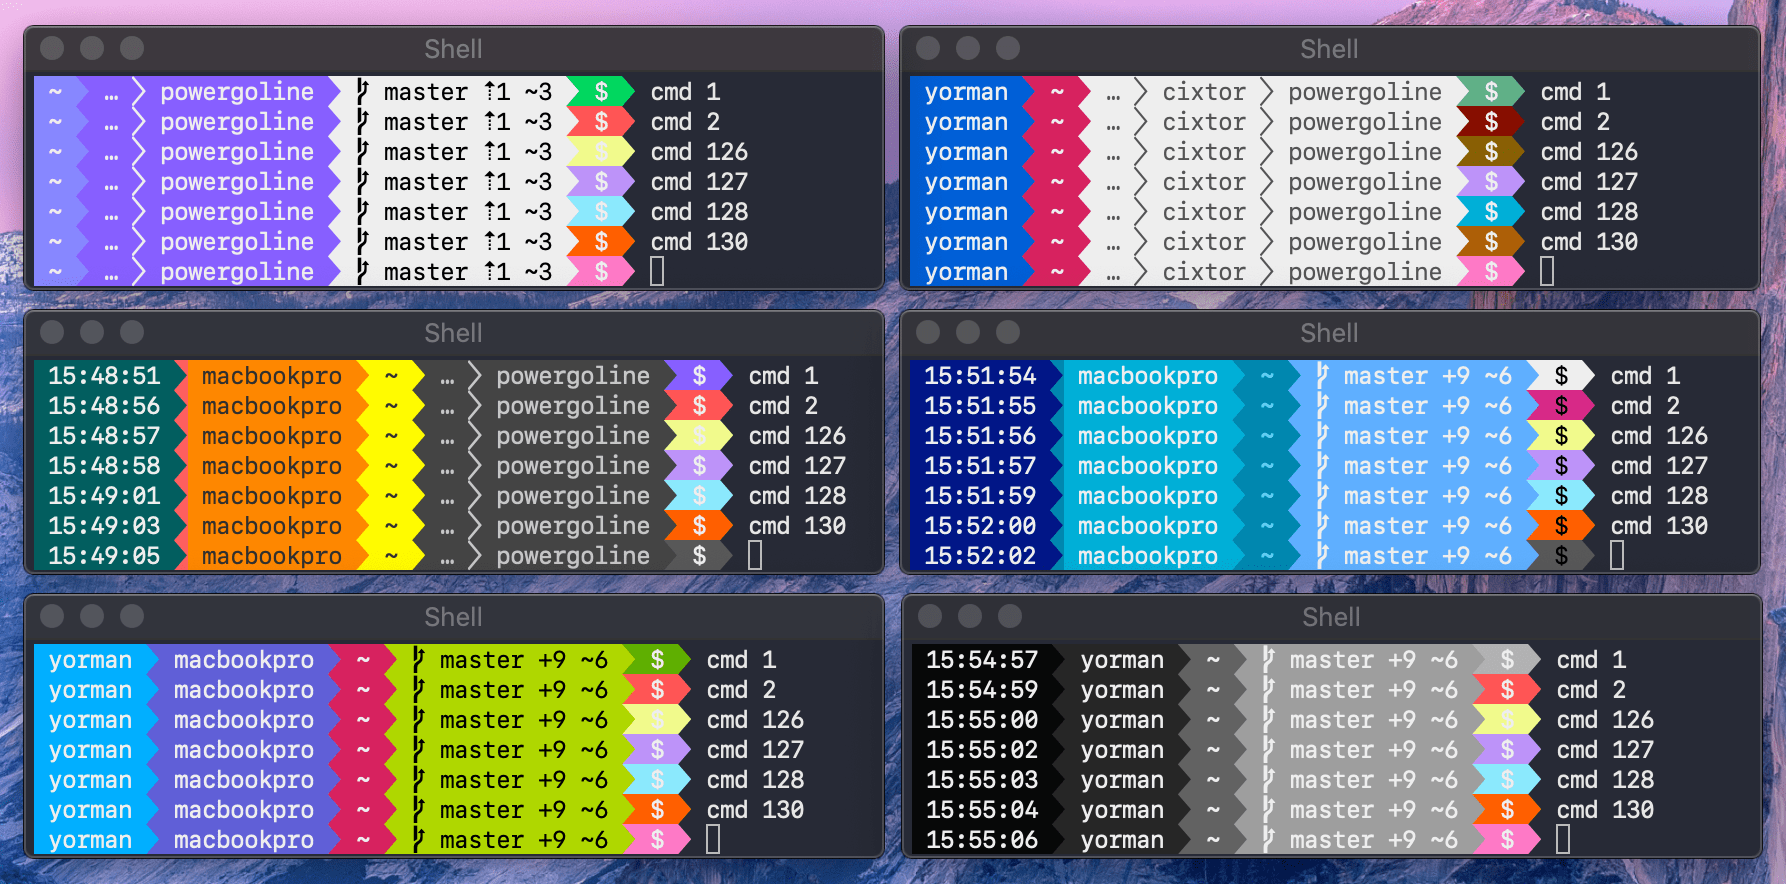 Shell
~ … powergoline master ⇡1 ~3 $ cmd 1
~ … powergoline master ⇡1 ~3 $ cmd 2
~ … powergoline master ⇡1 ~3 $ cmd 126
~ … powergoline master ⇡1 ~3 $ cmd 127
~ … powergoline master ⇡1 ~3 $ cmd 128
~ … powergoline master ⇡1 ~3 $ cmd 130
~ … powergoline master ⇡1 ~3 $
Shell
yorman ~ … cixtor powergoline $ cmd 1
yorman ~ … cixtor powergoline $ cmd 2
yorman ~ … cixtor powergoline $ cmd 126
yorman ~ … cixtor powergoline $ cmd 127
yorman ~ … cixtor powergoline $ cmd 128
yorman ~ … cixtor powergoline $ cmd 130
yorman ~ … cixtor powergoline $
Shell
15:48:51 macbookpro ~ … powergoline $ cmd 1
15:48:56 macbookpro ~ … powergoline $ cmd 2
15:48:57 macbookpro ~ … powergoline $ cmd 126
15:48:58 macbookpro ~ … powergoline $ cmd 127
15:49:01 macbookpro ~ … powergoline $ cmd 128
15:49:03 macbookpro ~ … powergoline $ cmd 130
15:49:05 macbookpro ~ … powergoline $
Shell
15:51:54 macbookpro ~ master +9 ~6 $ cmd 1
15:51:55 macbookpro ~ master +9 ~6 $ cmd 2
15:51:56 macbookpro ~ master +9 ~6 $ cmd 126
15:51:57 macbookpro ~ master +9 ~6 $ cmd 127
15:51:59 macbookpro ~ master +9 ~6 $ cmd 128
15:52:00 macbookpro ~ master +9 ~6 $ cmd 130
15:52:02 macbookpro ~ master +9 ~6 $
Shell
yorman macbookpro ~ master +9 ~6 $ cmd 1
yorman macbookpro ~ master +9 ~6 $ cmd 2
yorman macbookpro ~ master +9 ~6 $ cmd 126
yorman macbookpro ~ master +9 ~6 $ cmd 127
yorman macbookpro ~ master +9 ~6 $ cmd 128
yorman macbookpro ~ master +9 ~6 $ cmd 130
yorman macbookpro ~ master +9 ~6 $
Shell
15:54:57 yorman ~ master +9 ~6 $ cmd 1
15:54:59 yorman ~ master +9 ~6 $ cmd 2
15:55:00 yorman ~ master +9 ~6 $ cmd 126
15:55:02 yorman ~ master +9 ~6 $ cmd 127
15:55:03 yorman ~ master +9 ~6 $ cmd 128
15:55:04 yorman ~ master +9 ~6 $ cmd 130
15:55:06 yorman ~ master +9 ~6 $